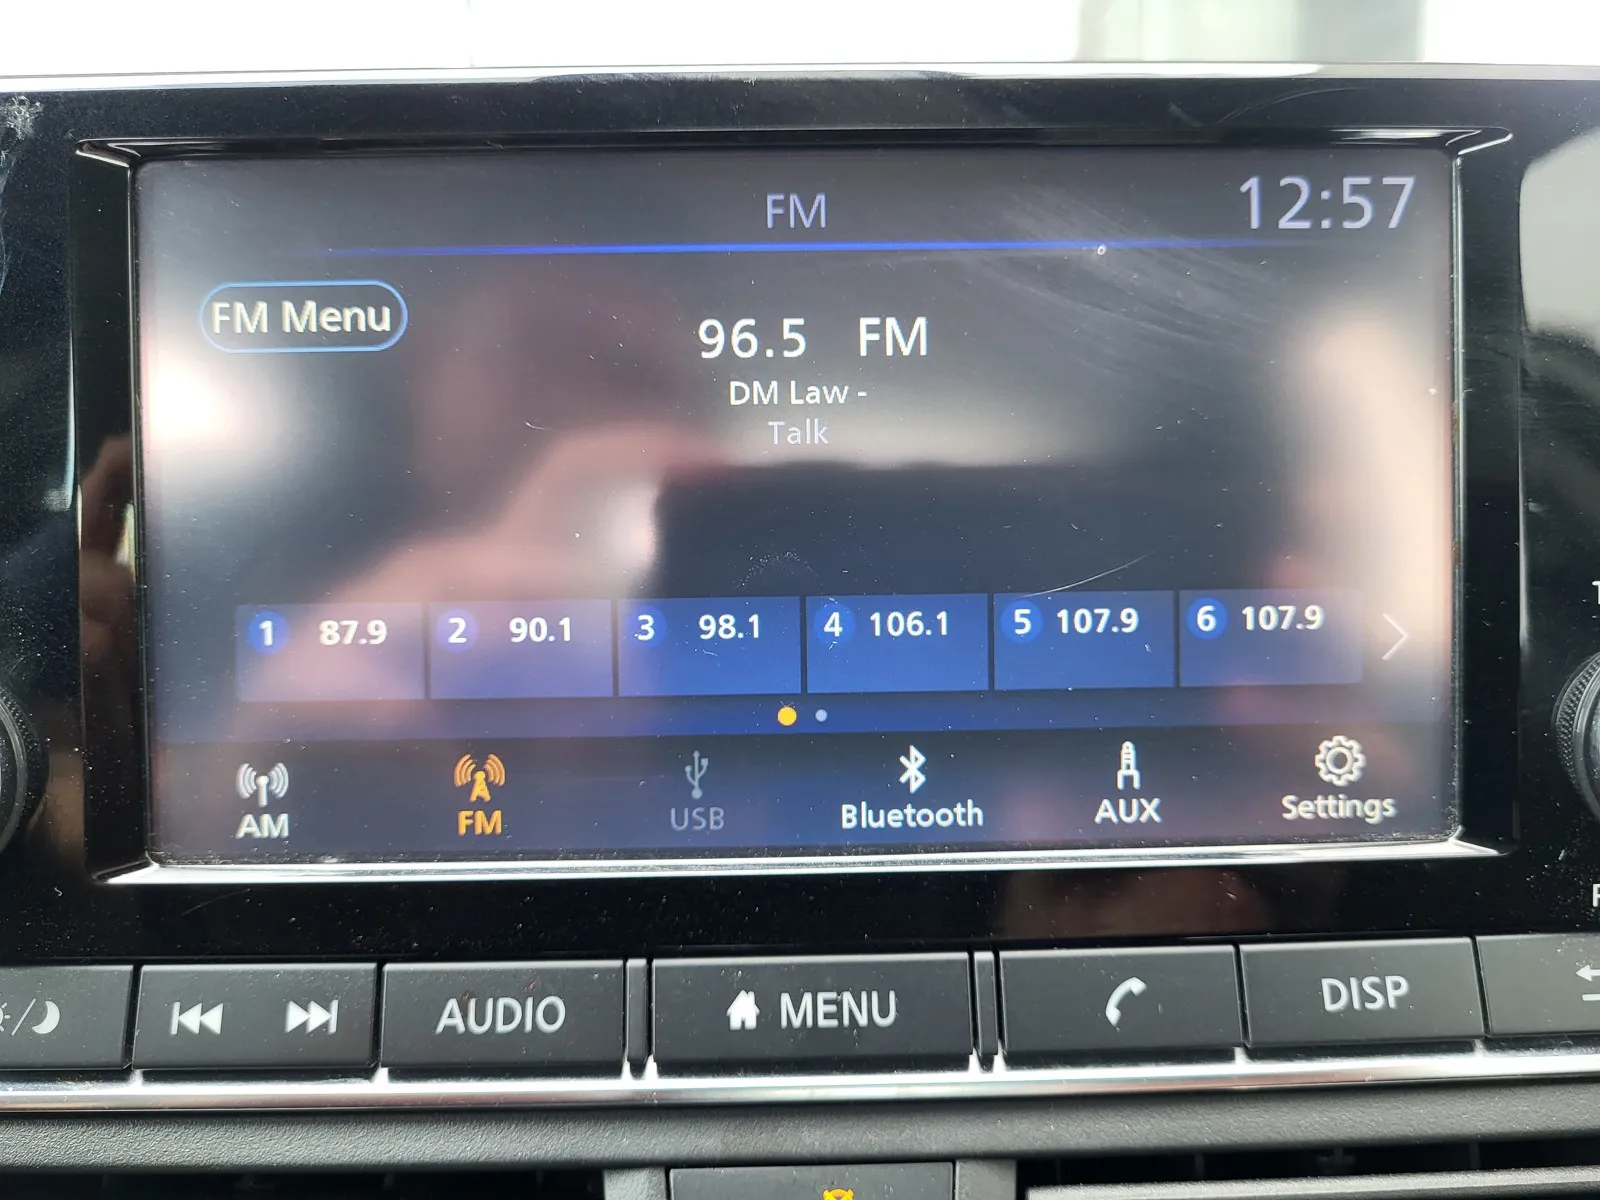 FM
12:57
FM Menu
96.5 FM
DM Law -
Talk
1 87.9
2 90.1
3 98.1
4 106.1
5 107.9
6 107.9
AM
FM
USB
Bluetooth
AUX
Settings
AUDIO
MENU
DISP